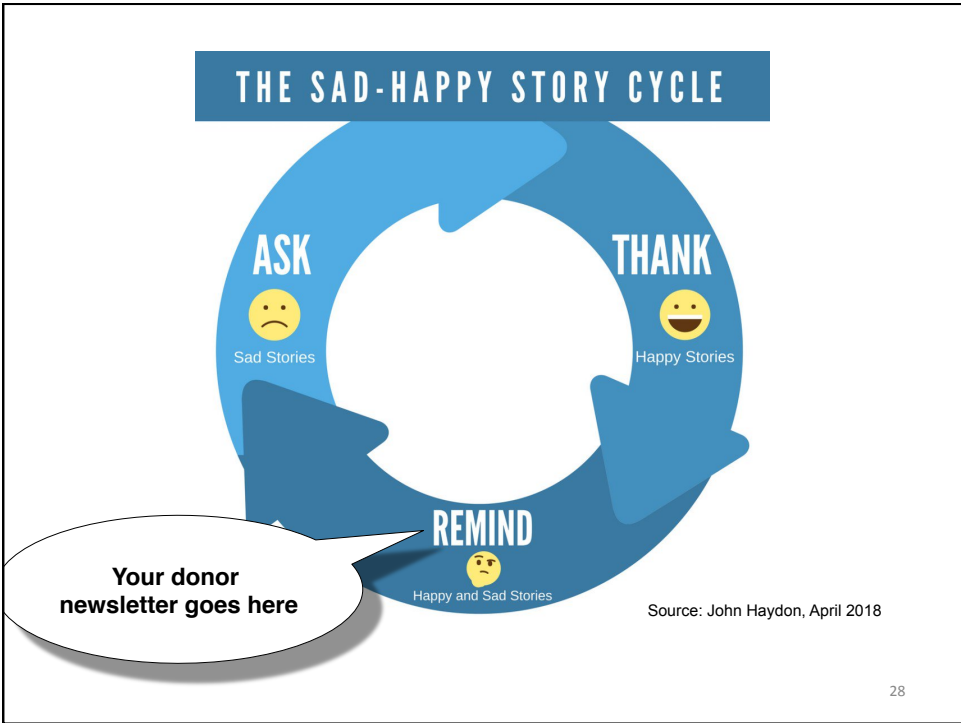 THE SAD-HAPPY STORY CYCLE
ASK
Sad Stories
THANK
Happy Stories
REMIND
Happy and Sad Stories
Your donor
newsletter goes here
Source: John Haydon, April 2018
28